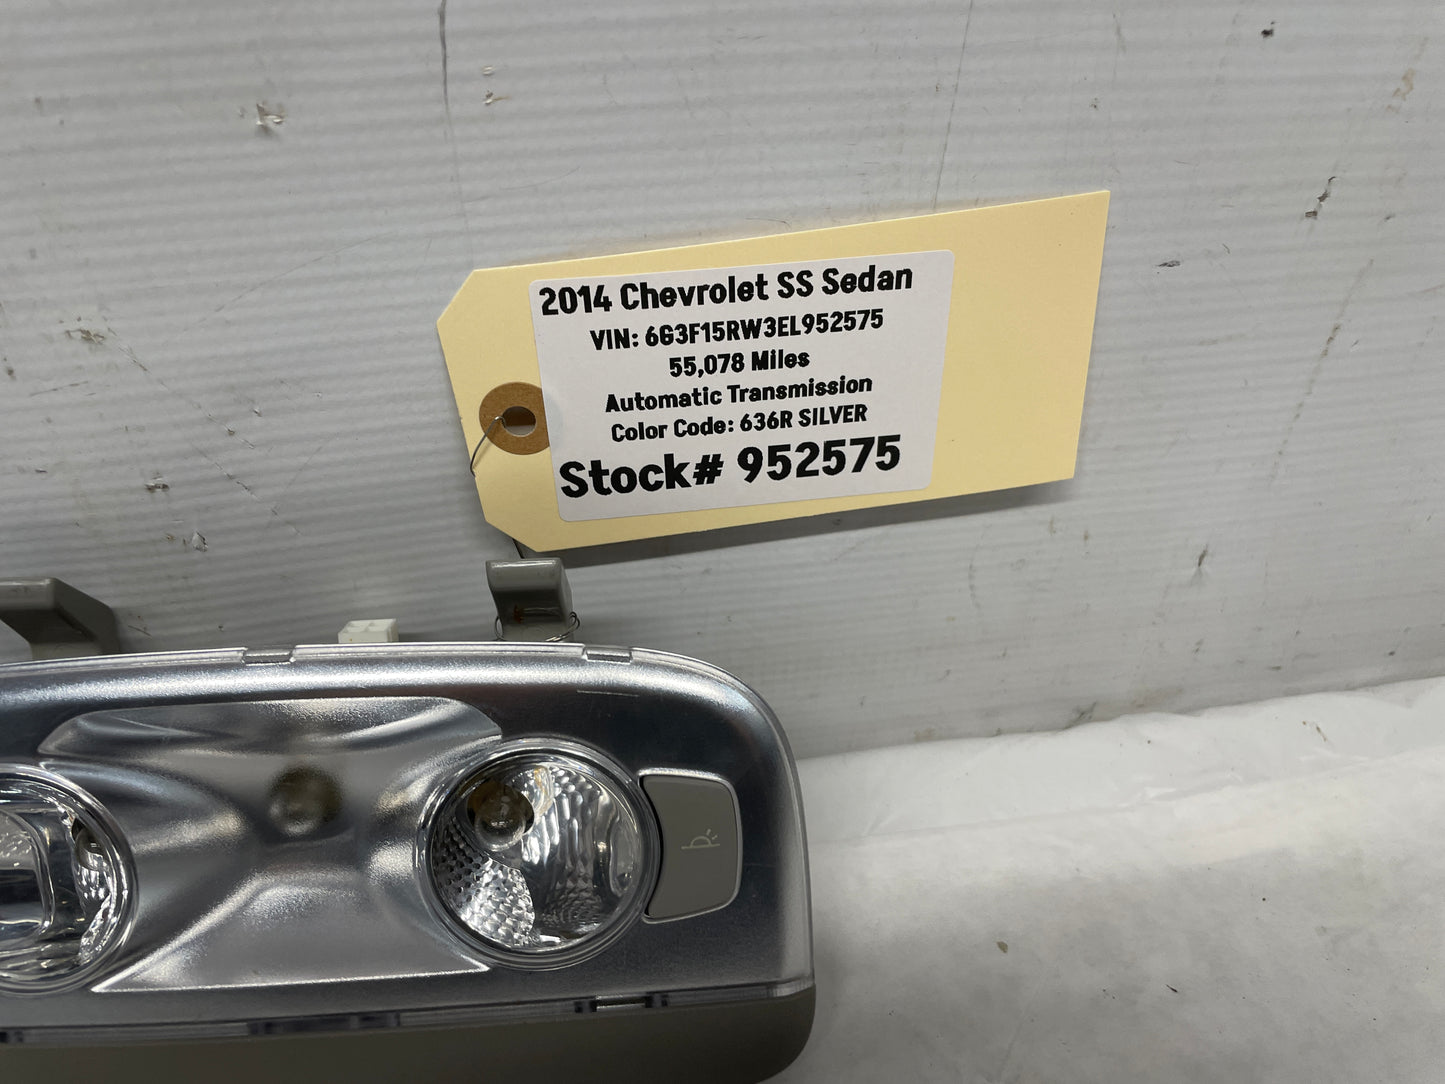 2014 Chevrolet SS Sedan
VIN: 6G3F15RW3EL952575
55,078 Miles
Automatic Transmission
Color Code: 636R SILVER
Stock# 952575